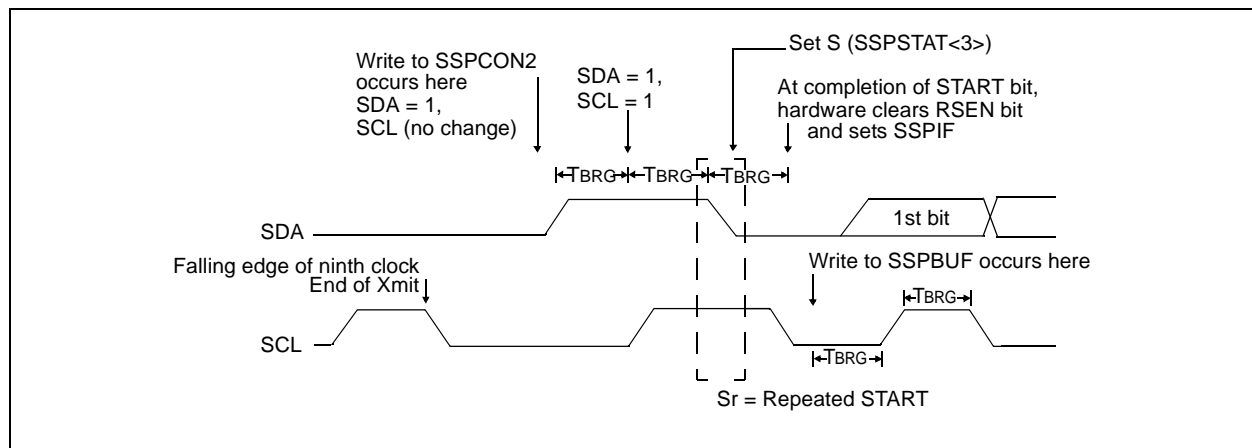 Set S (SSPSTAT<3>)
Write to SSPCON2
occurs here
SDA = 1,
SCL (no change)
SDA = 1,
SCL = 1
At completion of START bit,
hardware clears RSEN bit
and sets SSPIF
TBRG
TBRG
TBRG
SDA
1st bit
Falling edge of ninth clock
End of Xmit
Write to SSPBUF occurs here
TBRG
SCL
TBRG
Sr = Repeated START